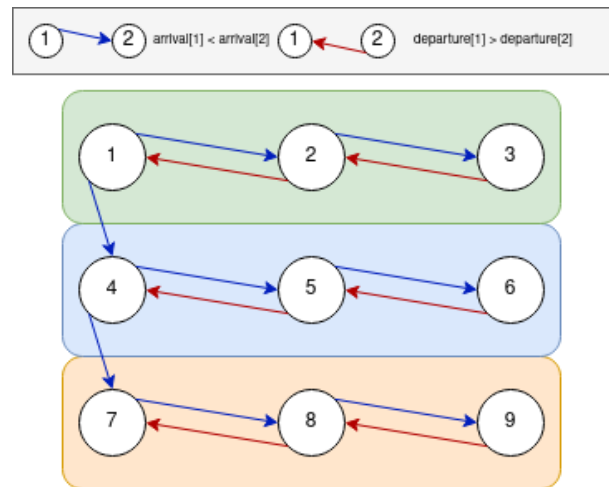 1 2 arrival[1] < arrival[2] 1 2 departure[1] > departure[2]
1 2 3
4 5 6
7 8 9